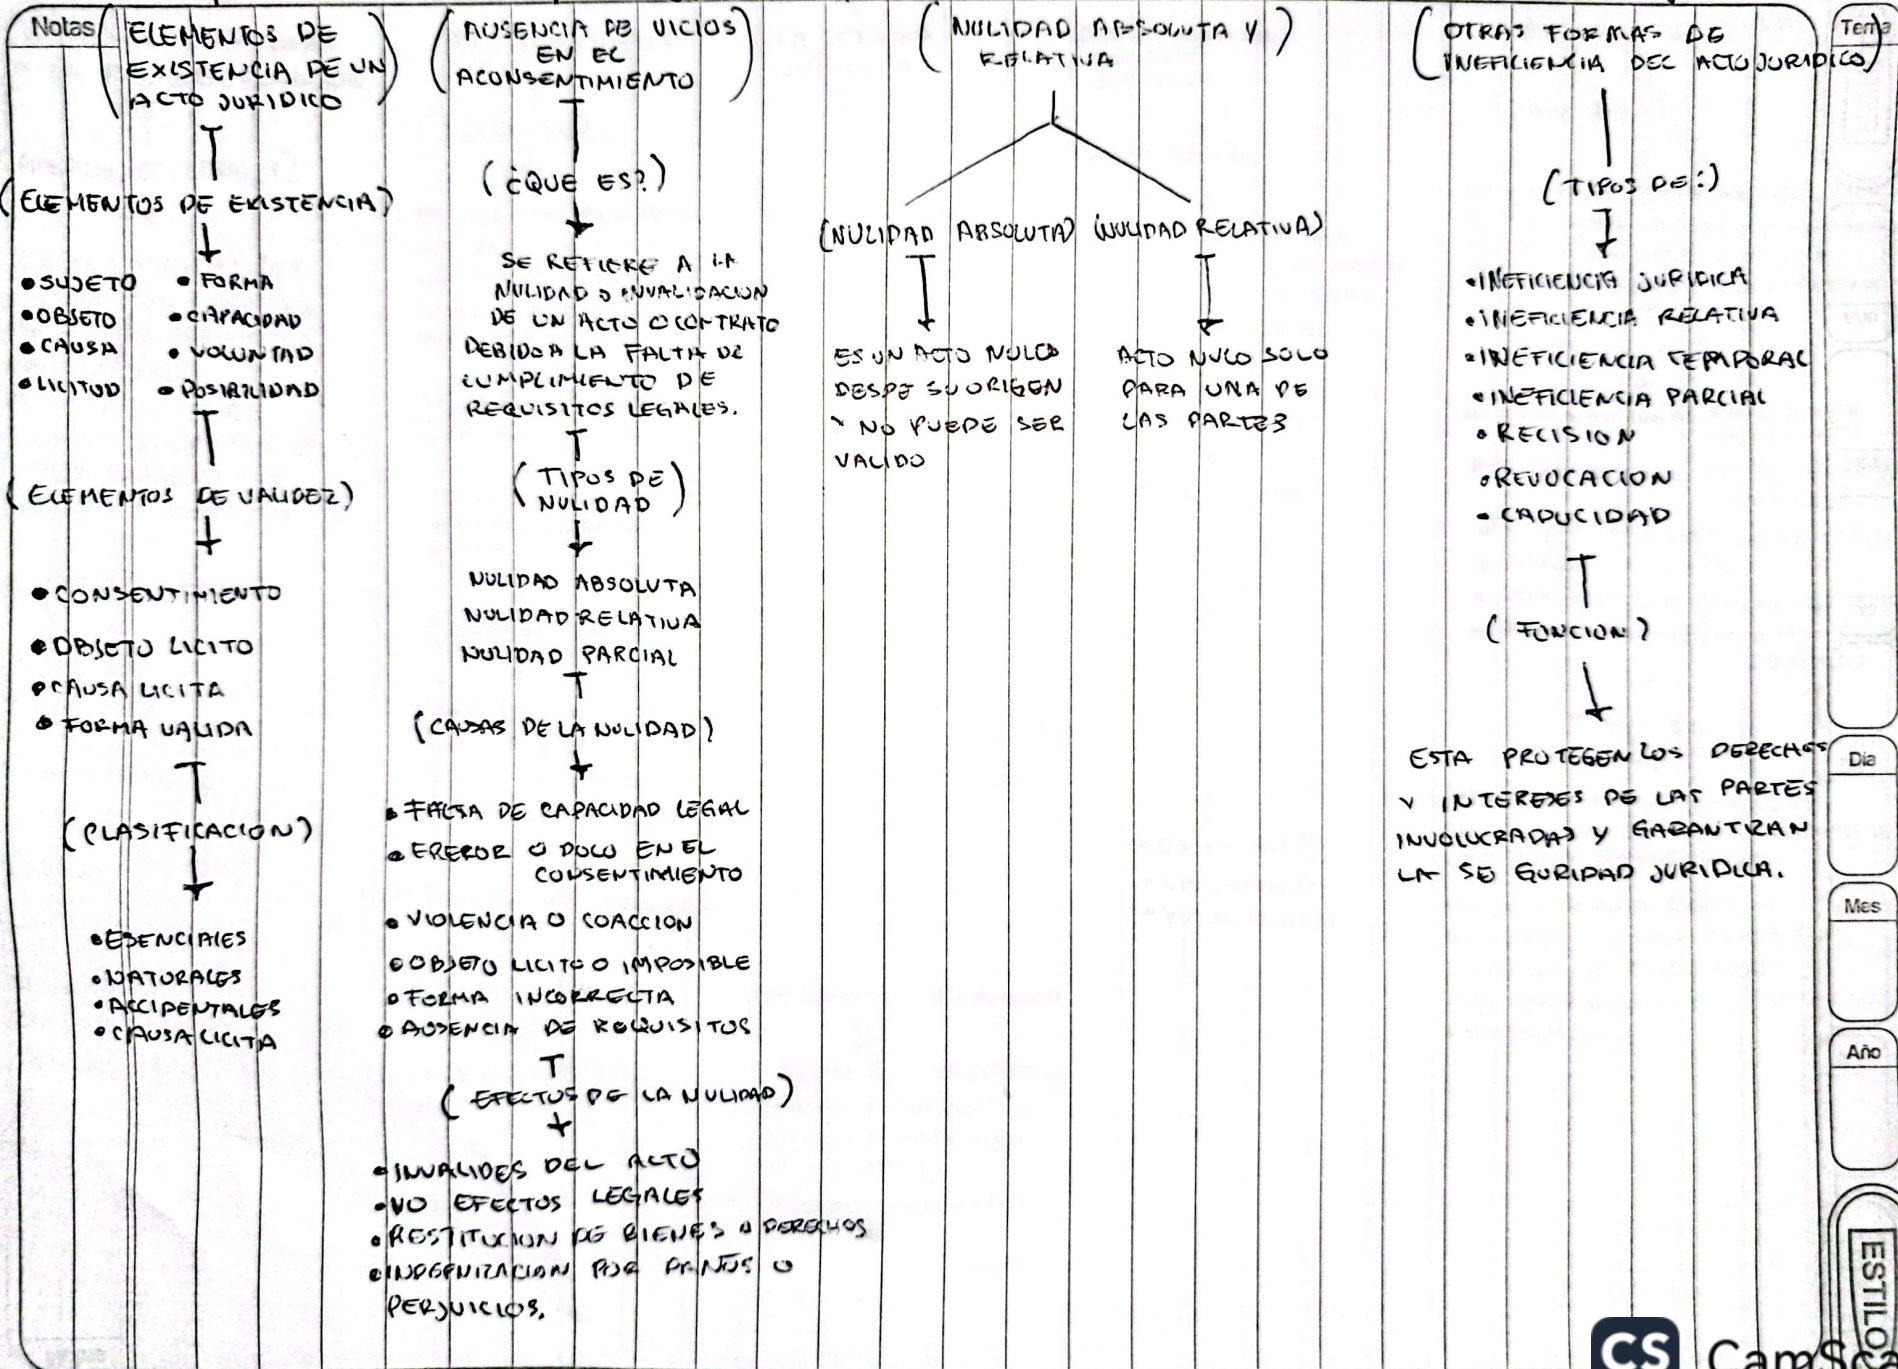 Notas
Tema
ELEMENTOS DE
EXISTENCIA DE UN
ACTO JURIDICO
(ELEMENTOS DE EXISTENCIA)
•SUJETO
•OBJETO
•CAUSA
•LICITUD
•FORMA
•CAPACIDAD
•VOLUNTAD
•POSIBILIDAD
(ELEMENTOS DE VALIDEZ)
•CONSENTIMIENTO
•OBJETO LICITO
•CAUSA LICITA
•FORMA VALIDA
(CLASIFICACION)
•ESENCIALES
•NATURALES
•ACCIDENTALES
•CAUSA LICITA
(AUSENCIA DE VICIOS
EN EL
ACONSENTIMIENTO)
(¿QUE ES?)
SE REFIERE A LA
NULIDAD O INVALIDACION
DE UN ACTO O CONTRATO
DEBIDO A LA FALTA DE
CUMPLIMIENTO DE
REQUISITOS LEGALES.
(TIPOS DE
NULIDAD)
NULIDAD ABSOLUTA
NULIDAD RELATIVA
NULIDAD PARCIAL
(CAUSAS DE LA NULIDAD)
•FALSA DE CAPACIDAD LEGAL
•EREROR O DOLO EN EL
CONSENTIMIENTO
•VIOLENCIA O COACCION
•OBJETO LICITO O IMPOSIBLE
•FORMA INCORRECTA
•AUSENCIA DE REQUISITOS
(EFECTOS DE LA NULIDAD)
•INVALIDES DEL ACTO
•NO EFECTOS LEGALES
•RESTITUCION DE BIENES O DERECHOS
•INDEGNIZACION POR DAÑOS O
PERJUICIOS.
(NULIDAD ABSOLUTA Y
RELATIVA)
(NULIDAD ABSOLUTA)
ES UN ACTO NULO
DESDE SU ORIGEN
Y NO PUEDE SER
VALIDO
(NULIDAD RELATIVA)
ACTO NULO SOLO
PARA UNA DE
LAS PARTES
(OTRAS FORMAS DE
INEFICIENCIA DEL ACTO JURIDICO)
(TIPOS DE:)
•INEFICIENCIA JURIDICA
•INEFICIENCIA RELATIVA
•INEFICIENCIA TEMPORAL
•INEFICIENCIA PARCIAL
•RECISION
•REVOCACION
•CADUCIDAD
(FUNCION)
ESTA PROTEGEN LOS DERECHOS
Y INTERESES DE LAS PARTES
INVOLUCRADAS Y GARANTIZAN
LA SEGURIDAD JURIDICA.
Día
Mes
Año
ESTILO
CS CamSca